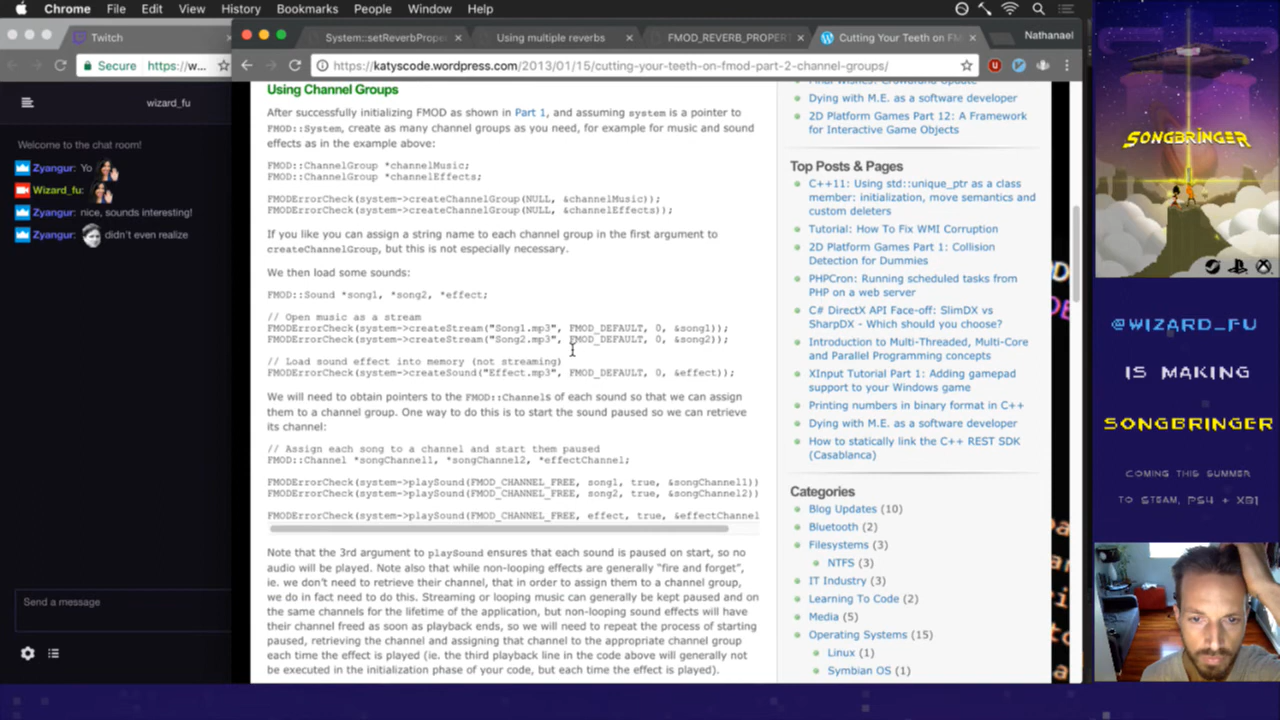 Chrome File Edit View History Bookmarks People Window Help
Twitch
System::setReverbPrope
Using multiple reverbs
FMOD_REVERB_PROPERT
Cutting Your Teeth on FM
Nathanael
Secure https://w...
https://katyscode.wordpress.com/2013/01/15/cutting-your-teeth-on-fmod-part-2-channel-groups/
wizard_fu
Welcome to the chat room!
Zyangur: Yo
Wizard_fu:
Zyangur: nice, sounds interesting!
Zyangur: didn't even realize
Send a message
Using Channel Groups
After successfully initializing FMOD as shown in Part 1, and assuming system is a pointer to
FMOD::System, create as many channel groups as you need, for example for music and sound
effects as in the example above:
FMOD::ChannelGroup *channelMusic;
FMOD::ChannelGroup *channelEffects;
FMODErrorCheck(system->createChannelGroup(NULL, &channelMusic));
FMODErrorCheck(system->createChannelGroup(NULL, &channelEffects));
If you like you can assign a string name to each channel group in the first argument to
createChannelGroup, but this is not especially necessary.
We then load some sounds:
FMOD::Sound *song1, *song2, *effect;
// Open music as a stream
FMODErrorCheck(system->createStream("Song1.mp3", FMOD_DEFAULT, 0, &song1));
FMODErrorCheck(system->createStream("Song2.mp3", FMOD_DEFAULT, 0, &song2));
// Load sound effect into memory (not streaming)
FMODErrorCheck(system->createSound("Effect.mp3", FMOD_DEFAULT, 0, &effect));
We will need to obtain pointers to the FMOD::Channels of each sound so that we can assign
them to a channel group. One way to do this is to start the sound paused so we can retrieve
its channel:
// Assign each song to a channel and start them paused
FMOD::Channel *songChannel1, *songChannel2, *effectChannel;
FMODErrorCheck(system->playSound(FMOD_CHANNEL_FREE, song1, true, &songChannel1))
FMODErrorCheck(system->playSound(FMOD_CHANNEL_FREE, song2, true, &songChannel2))
FMODErrorCheck(system->playSound(FMOD_CHANNEL_FREE, effect, true, &effectChannel
Note that the 3rd argument to playSound ensures that each sound is paused on start, so no
audio will be played. Note also that while non-looping effects are generally "fire and forget",
ie. we don't need to retrieve their channel, that in order to assign them to a channel group,
we do in fact need to do this. Streaming or looping music can generally be kept paused and on
the same channels for the lifetime of the application, but non-looping sound effects will have
their channel freed as soon as playback ends, so we will need to repeat the process of starting
paused, retrieving the channel and assigning that channel to the appropriate channel group
each time the effect is played (ie. the third playback line in the code above will generally not
be executed in the initialization phase of your code, but each time the effect is played).
Dying with M.E. as a software developer
2D Platform Games Part 12: A Framework
for Interactive Game Objects
Top Posts & Pages
C++11: Using std::unique_ptr as a class
member: initialization, move semantics and
custom deleters
Tutorial: How To Fix WMI Corruption
2D Platform Games Part 1: Collision
Detection for Dummies
PHPCron: Running scheduled tasks from
PHP on a web server
C# DirectX API Face-off: SlimDX vs
SharpDX - Which should you choose?
Introduction to Multi-Threaded, Multi-Core
and Parallel Programming concepts
XInput Tutorial Part 1: Adding gamepad
support to your Windows game
Printing numbers in binary format in C++
Dying with M.E. as a software developer
How to statically link the C++ REST SDK
(Casablanca)
Categories
Blog Updates (10)
Bluetooth (2)
Filesystems (3)
NTFS (3)
IT Industry (3)
Learning To Code (2)
Media (5)
Operating Systems (15)
Linux (1)
Symbian OS (1)
SONGBRINGER
@WIZARD_FU
IS MAKING
SONGBRINGER
COMING THIS SUMMER
TO STEAM, PS4 + XB1